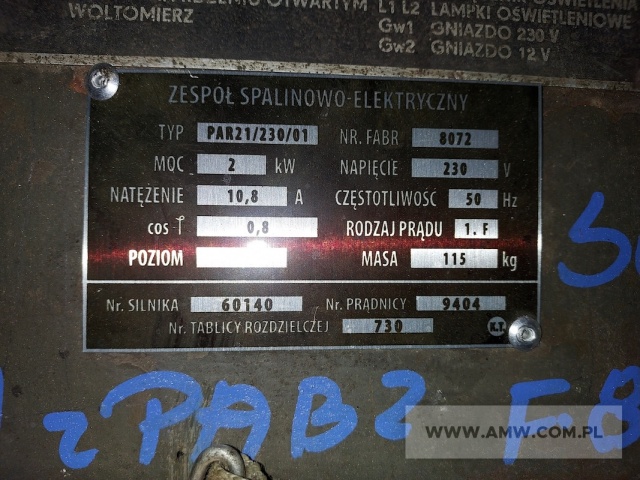 OTWARTYM L1 L2 LAMPKI OŚWIETLENIOWE
WOLTOMIERZ Gw1 GNIAZDO 230 V
Gw2 GNIAZDO 12 V
ZESPÓŁ SPALINOWO-ELEKTRYCZNY
TYP PAR21/230/01 NR. FABR 8072
MOC 2 kW NAPIĘCIE 230 V
NATĘŻENIE 10,8 A CZĘSTOTLIWOŚĆ 50 Hz
cos φ 0,8 RODZAJ PRĄDU 1.F
POZIOM MASA 115 kg
Nr. SILNIKA 60140 Nr. PRĄDNICY 9404
Nr. TABLICY ROZDZIELCZEJ 730 K.T.
z PAB2
WWW.AMW.COM.PL